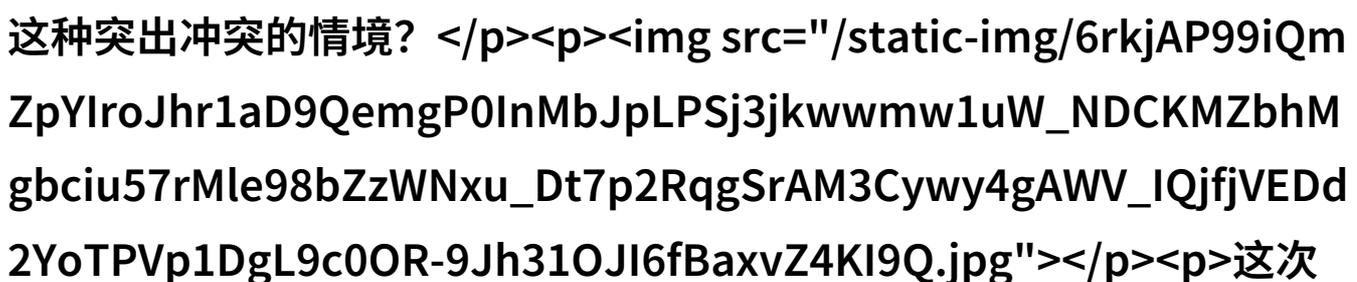 这种突出冲突的情境？</p><p><img src="/static-img/6rkjAP99iQm
ZpYIroJhr1aD9QemgP0InMbJpLPSj3jkwwmw1uW_NDCKMZbhM
gbciu57rMle98bZzWNxu_Dt7p2RqgSrAM3Cywy4gAWV_IQjfjVEDd
2YoTPVp1DgL9c0OR-9Jh31OJI6fBaxvZ4KI9Q.jpg"></p><p>这次